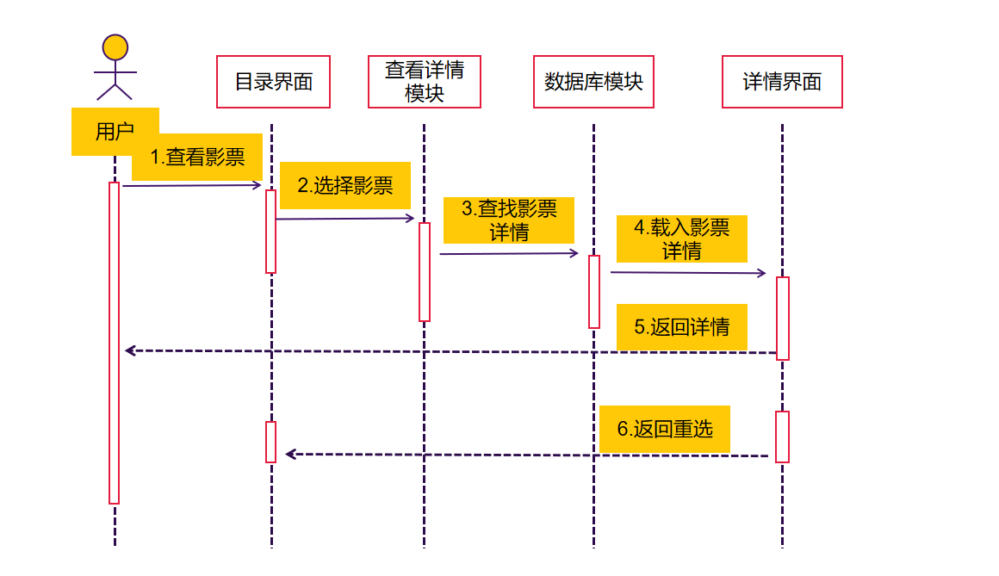 目录界面
查看详情
模块
数据库模块
详情界面
用户
1.查看影票
2.选择影票
3.查找影票
详情
4.载入影票
详情
5.返回详情
6.返回重选